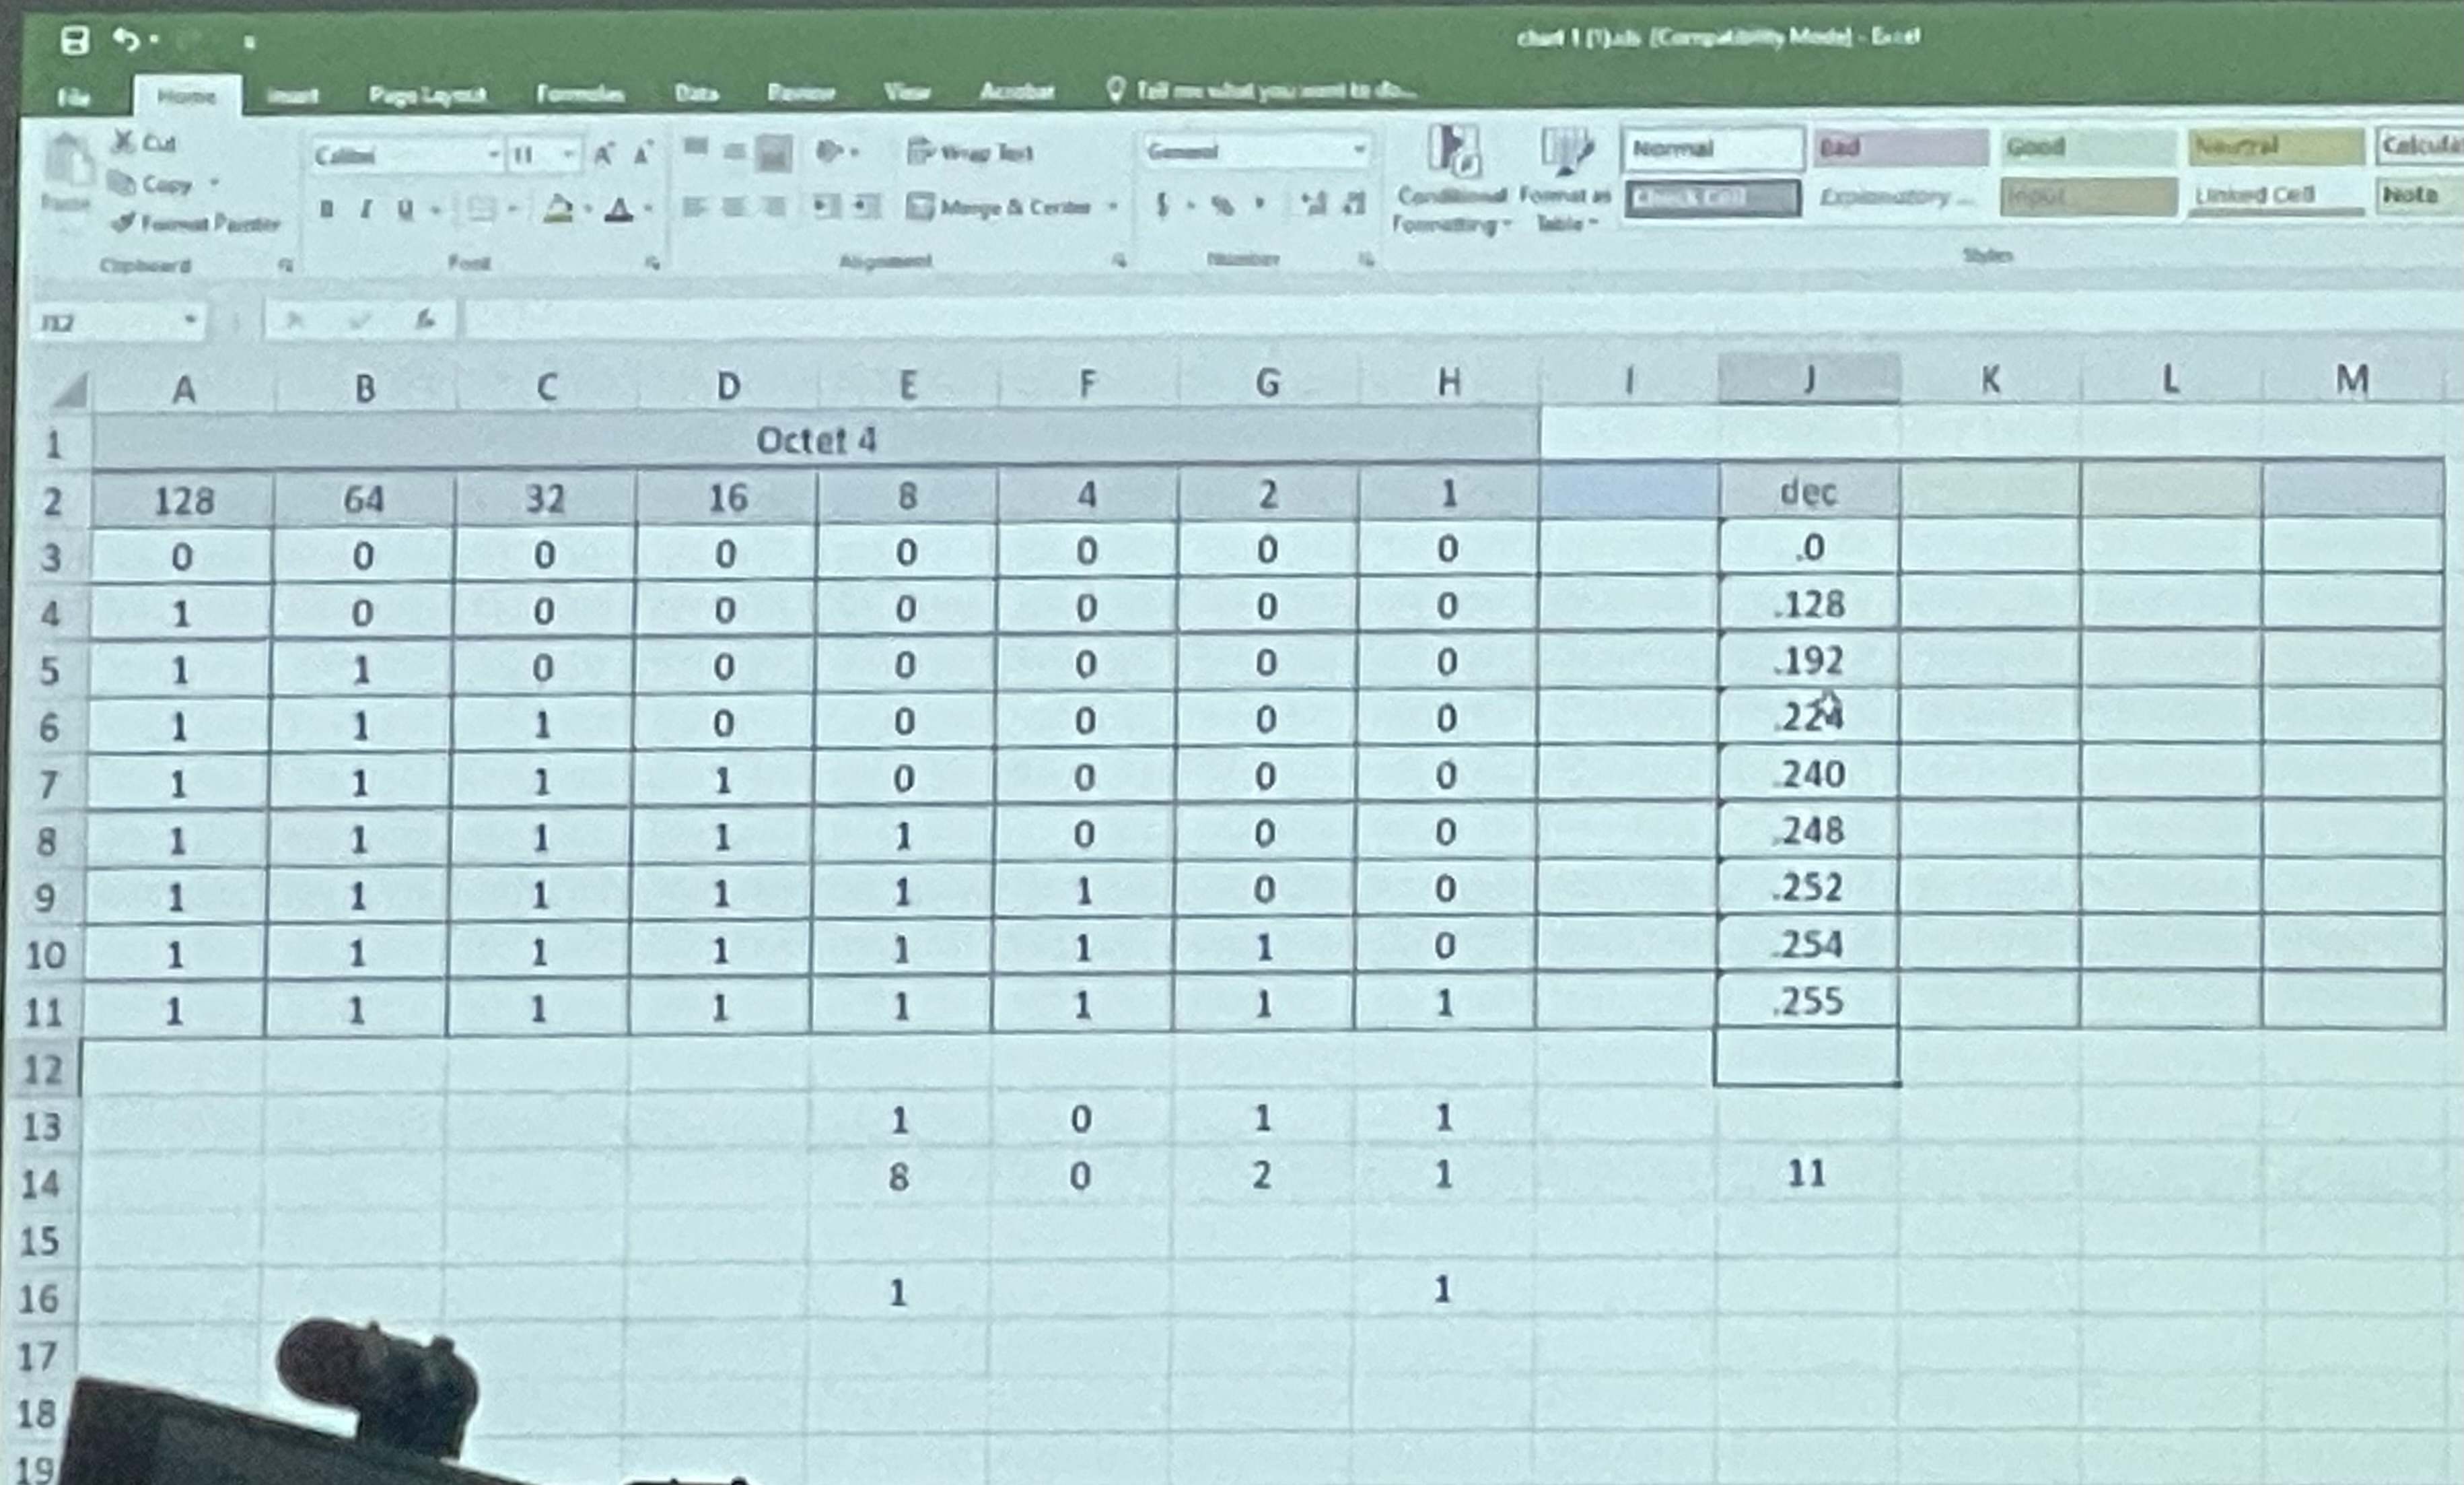 chart 1 (1).xls [Compatibility Mode] - Excel
File Home Insert Page Layout Formulas Data Review View Acrobat Tell me what you want to do...
Cut Calibri 11 Wrap Text General Normal Bad Good Neutral
Paste Copy B I U Merge & Center $ % Conditional Formatting Format as Table Check Cell Explanatory ... Input Linked Cell Note
Format Painter
Clipboard Font Alignment Number Styles
J12 fx
A B C D E F G H I J K L M
1 Octet 4
2 128 64 32 16 8 4 2 1 dec
3 0 0 0 0 0 0 0 0 .0
4 1 0 0 0 0 0 0 0 .128
5 1 1 0 0 0 0 0 0 .192
6 1 1 1 0 0 0 0 0 .224
7 1 1 1 1 0 0 0 0 .240
8 1 1 1 1 1 0 0 0 .248
9 1 1 1 1 1 1 0 0 .252
10 1 1 1 1 1 1 1 0 .254
11 1 1 1 1 1 1 1 1 .255
12
13 1 0 1 1
14 8 0 2 1 11
15
16 1 1
17
18
19